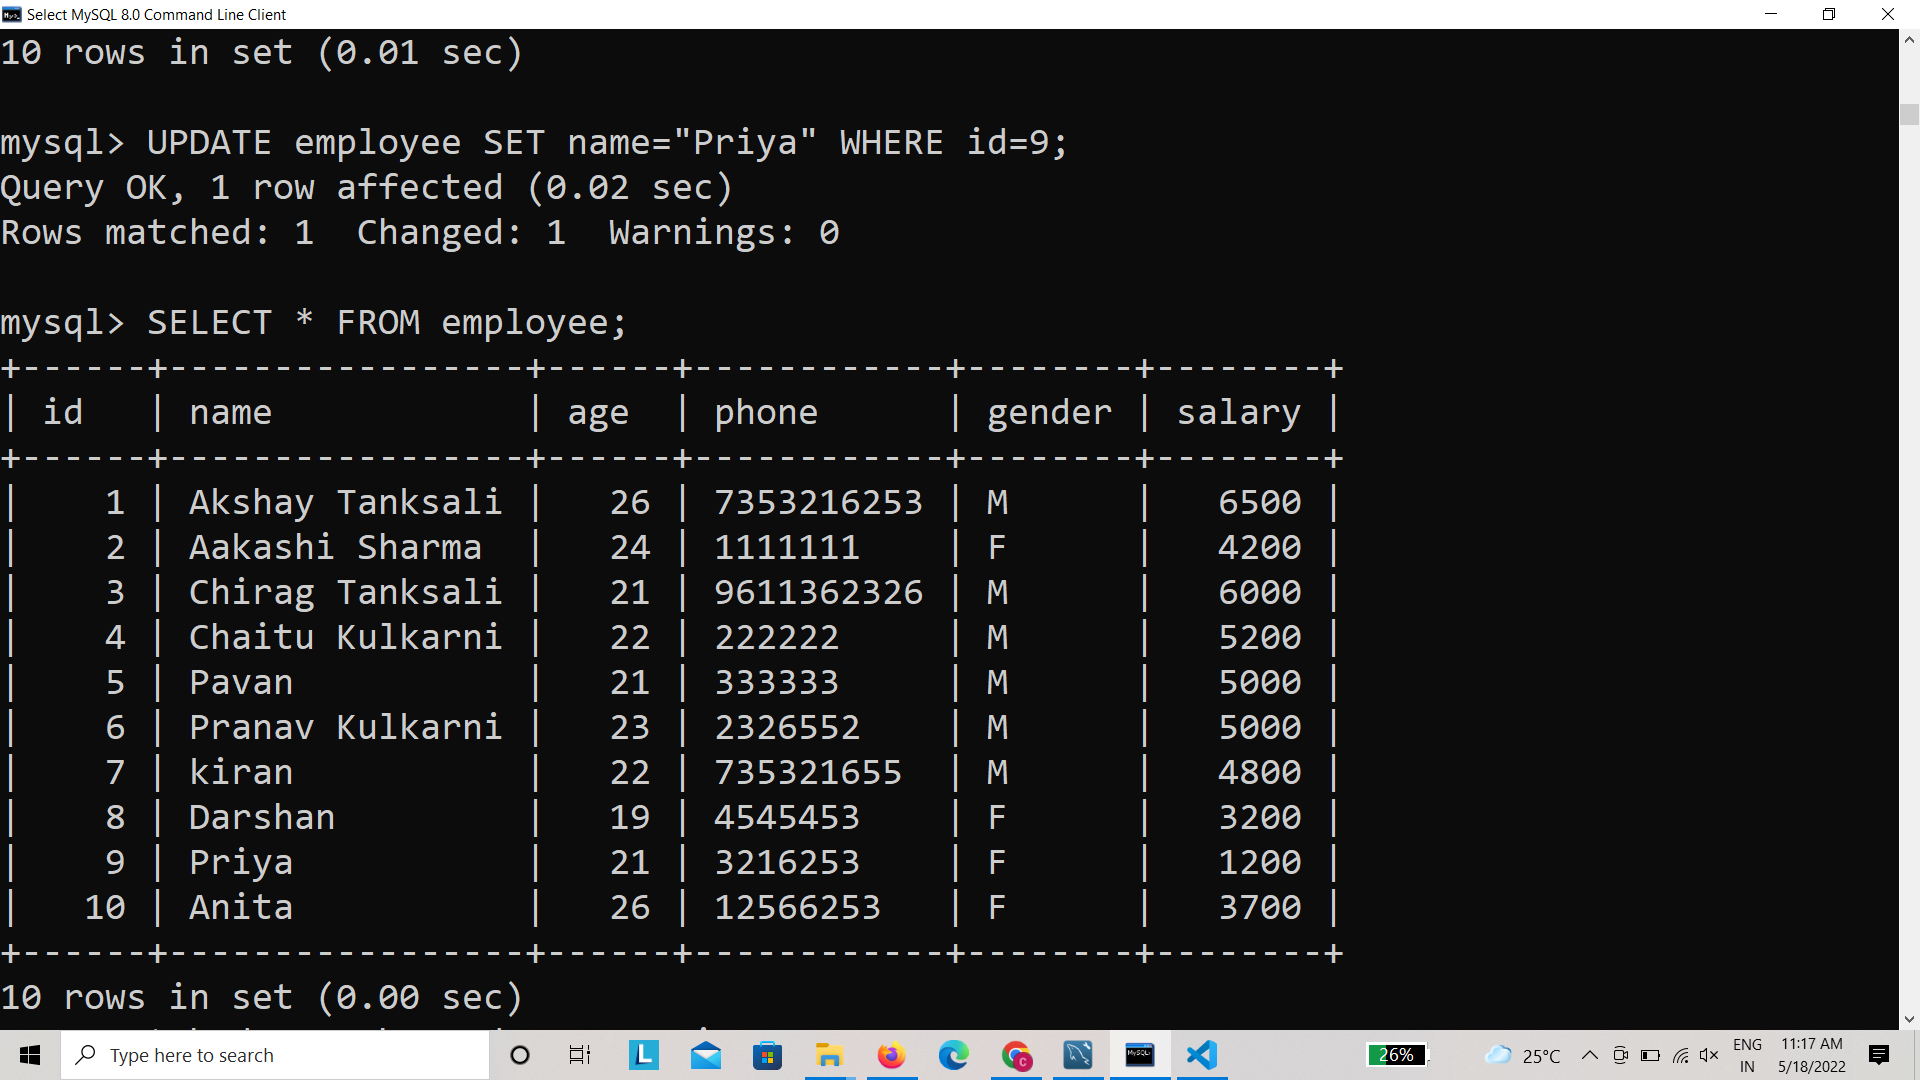 Select MySQL 8.0 Command Line Client
10 rows in set (0.01 sec)
mysql> UPDATE employee SET name="Priya" WHERE id=9;
Query OK, 1 row affected (0.02 sec)
Rows matched: 1  Changed: 1  Warnings: 0
mysql> SELECT * FROM employee;
+------+-----------------+------+------------+--------+--------+
| id   | name            | age  | phone      | gender | salary |
+------+-----------------+------+------------+--------+--------+
|    1 | Akshay Tanksali |   26 | 7353216253 | M      |   6500 |
|    2 | Aakashi Sharma  |   24 | 1111111    | F      |   4200 |
|    3 | Chirag Tanksali |   21 | 9611362326 | M      |   6000 |
|    4 | Chaitu Kulkarni |   22 | 222222     | M      |   5200 |
|    5 | Pavan           |   21 | 333333     | M      |   5000 |
|    6 | Pranav Kulkarni |   23 | 2326552    | M      |   5000 |
|    7 | kiran           |   22 | 735321655  | M      |   4800 |
|    8 | Darshan         |   19 | 4545453    | F      |   3200 |
|    9 | Priya           |   21 | 3216253    | F      |   1200 |
|   10 | Anita           |   26 | 12566253   | F      |   3700 |
+------+-----------------+------+------------+--------+--------+
10 rows in set (0.00 sec)
Type here to search
L
C
MySQL
26%
25°C
ENG
IN
11:17 AM
5/18/2022